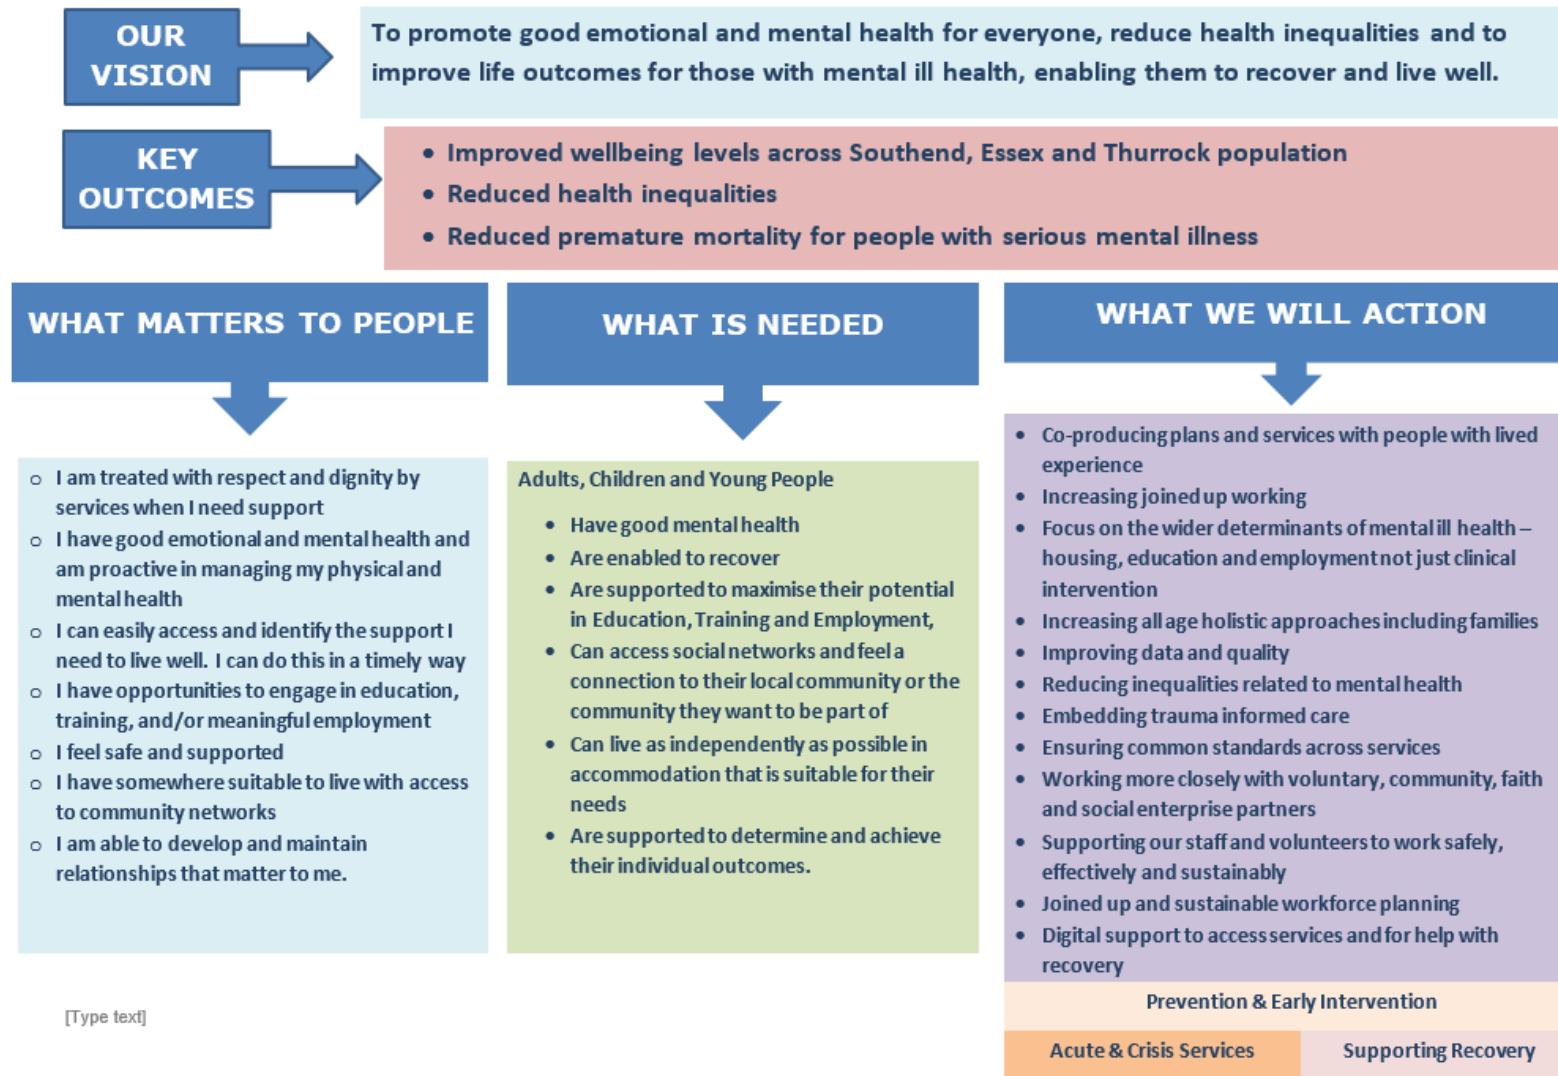 OUR
VISION
To promote good emotional and mental health for everyone, reduce health inequalities and to
improve life outcomes for those with mental ill health, enabling them to recover and live well.
KEY
OUTCOMES
• Improved wellbeing levels across Southend, Essex and Thurrock population
• Reduced health inequalities
• Reduced premature mortality for people with serious mental illness
WHAT MATTERS TO PEOPLE
o I am treated with respect and dignity by
services when I need support
o I have good emotional and mental health and
am proactive in managing my physical and
mental health
o I can easily access and identify the support I
need to live well. I can do this in a timely way
o I have opportunities to engage in education,
training, and/or meaningful employment
o I feel safe and supported
o I have somewhere suitable to live with access
to community networks
o I am able to develop and maintain
relationships that matter to me.
WHAT IS NEEDED
Adults, Children and Young People
• Have good mental health
• Are enabled to recover
• Are supported to maximise their potential
in Education, Training and Employment,
• Can access social networks and feel a
connection to their local community or the
community they want to be part of
• Can live as independently as possible in
accommodation that is suitable for their
needs
• Are supported to determine and achieve
their individual outcomes.
WHAT WE WILL ACTION
• Co-producing plans and services with people with lived
experience
• Increasing joined up working
• Focus on the wider determinants of mental ill health –
housing, education and employment not just clinical
intervention
• Increasing all age holistic approaches including families
• Improving data and quality
• Reducing inequalities related to mental health
• Embedding trauma informed care
• Ensuring common standards across services
• Working more closely with voluntary, community, faith
and social enterprise partners
• Supporting our staff and volunteers to work safely,
effectively and sustainably
• Joined up and sustainable workforce planning
• Digital support to access services and for help with
recovery
Prevention & Early Intervention
Acute & Crisis Services
Supporting Recovery
[Type text]